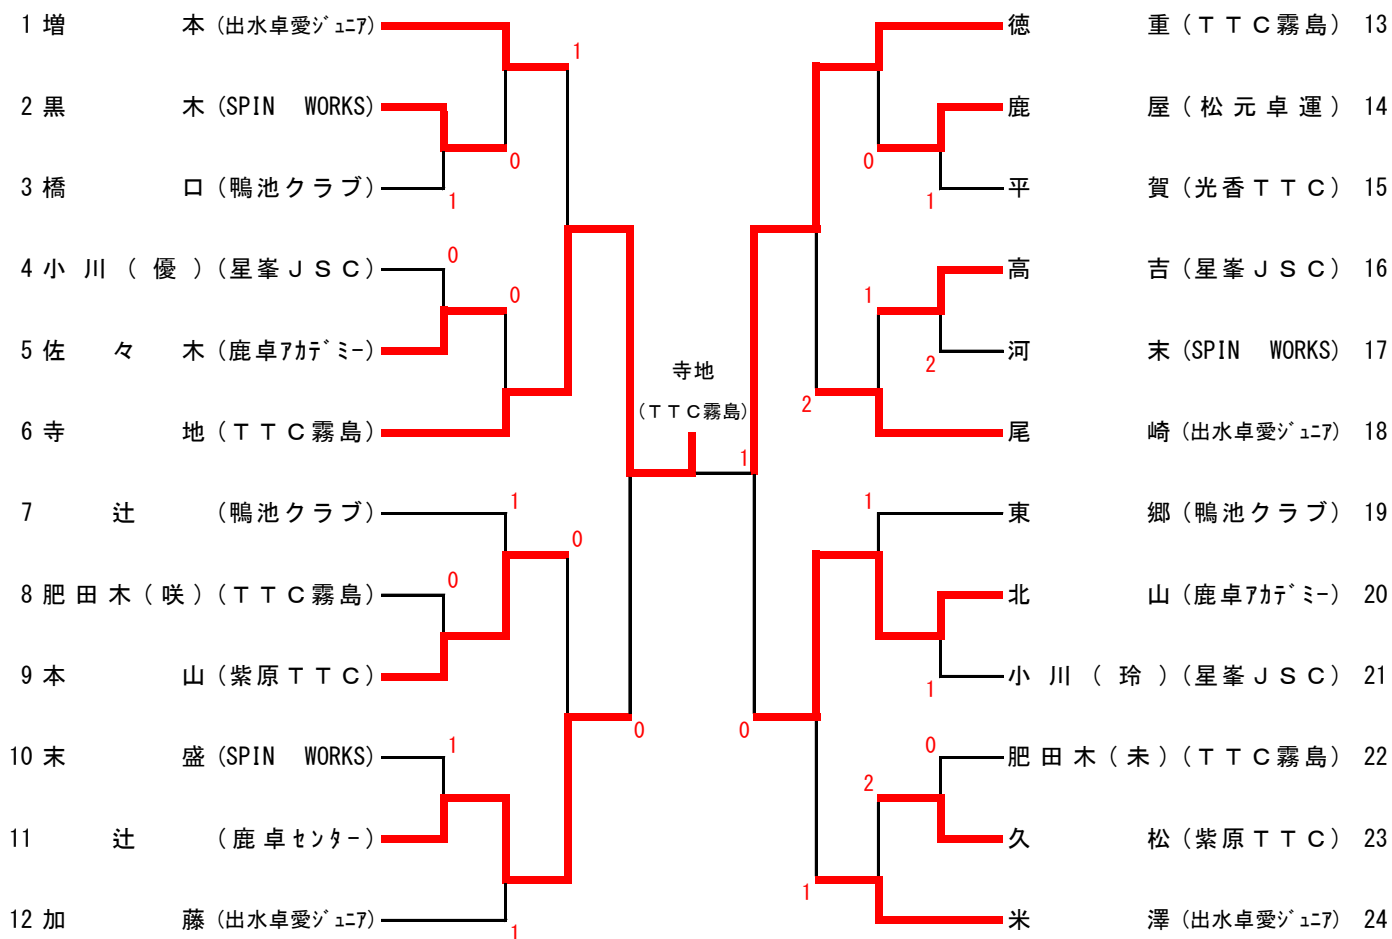 1 増 本 (出水卓愛ｼﾞｭﾆｱ)
1
2 黒 木 (SPIN WORKS)
0
3 橋 口 (鴨池クラブ)
1
4 小 川 ( 優 ) (星峯ＪＳＣ)
0
0
5 佐 々 木 (鹿卓ｱｶﾃﾞﾐｰ)
6 寺 地 (ＴＴＣ霧島)
7 辻 (鴨池クラブ)
1
0
8 肥 田 木 ( 咲 ) (ＴＴＣ霧島)
0
9 本 山 (紫原ＴＴＣ)
0
10 末 盛 (SPIN WORKS)
1
11 辻 (鹿卓ｾﾝﾀｰ)
12 加 藤 (出水卓愛ｼﾞｭﾆｱ)
1
寺地
(ＴＴＣ霧島)
1
徳 重 (ＴＴＣ霧島) 13
鹿 屋 (松元卓運) 14
0
平 賀 (光香ＴＴＣ) 15
1
高 吉 (星峯ＪＳＣ) 16
1
河 末 (SPIN WORKS) 17
2
2
尾 崎 (出水卓愛ｼﾞｭﾆｱ) 18
東 郷 (鴨池クラブ) 19
1
北 山 (鹿卓ｱｶﾃﾞﾐｰ) 20
小 川 ( 玲 ) (星峯ＪＳＣ) 21
1
0
肥 田 木 ( 未 ) (ＴＴＣ霧島) 22
0
2
久 松 (紫原ＴＴＣ) 23
米 澤 (出水卓愛ｼﾞｭﾆｱ) 24
1